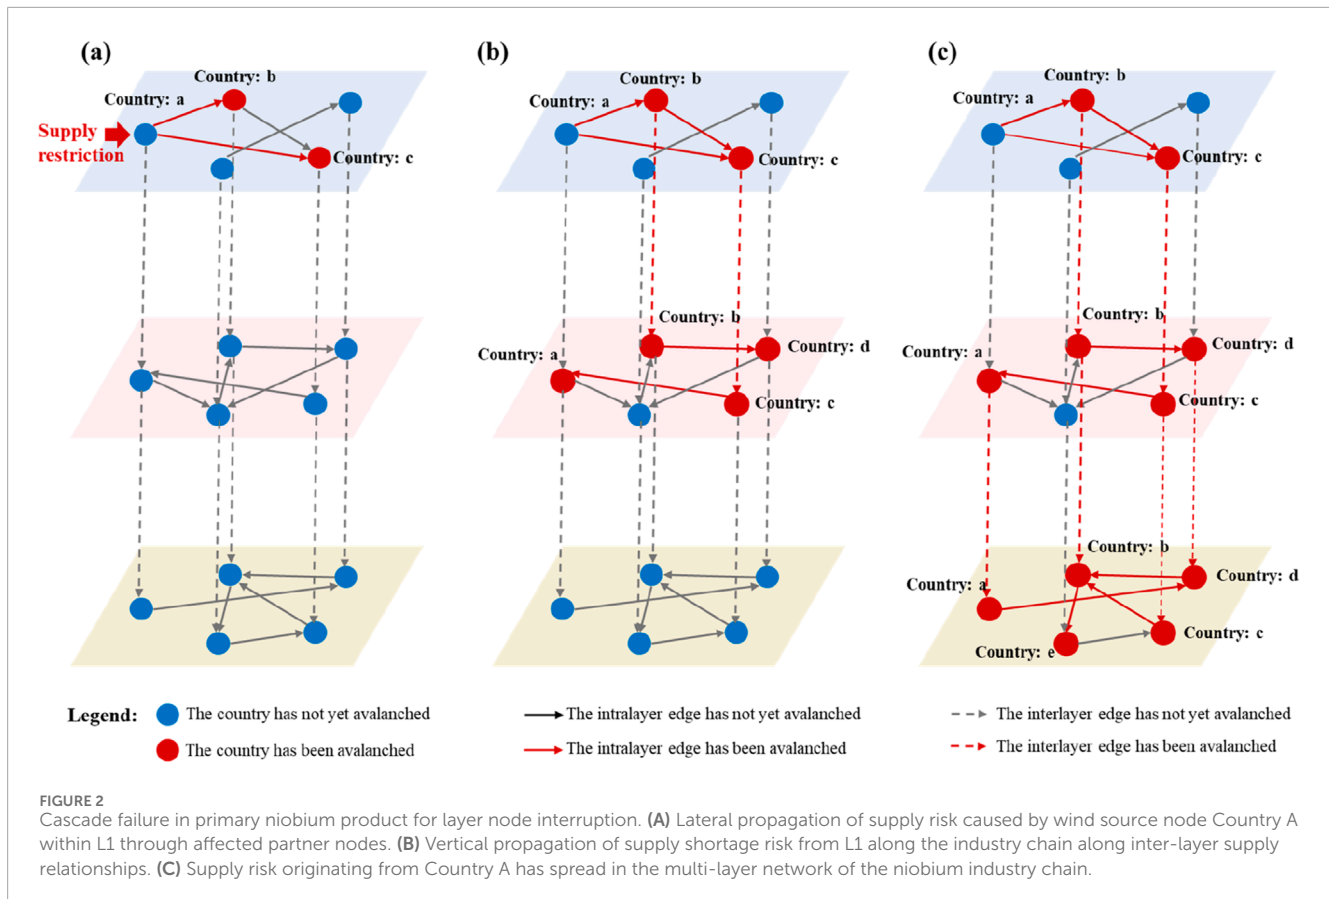 (a)
Country: b
Country: a
Supply
restriction
Country: c
(b)
Country: b
Country: a
Country: c
Country: b
Country: a
Country: d
Country: c
(c)
Country: b
Country: a
Country: c
Country: b
Country: a
Country: d
Country: c
Country: b
Country: a
Country: d
Country: c
Country: e
Legend:
The country has not yet avalanched
The intralayer edge has not yet avalanched
The interlayer edge has not yet avalanched
The country has been avalanched
The intralayer edge has been avalanched
The interlayer edge has been avalanched
FIGURE 2
Cascade failure in primary niobium product for layer node interruption. (A) Lateral propagation of supply risk caused by wind source node Country A
within L1 through affected partner nodes. (B) Vertical propagation of supply shortage risk from L1 along the industry chain along inter-layer supply
relationships. (C) Supply risk originating from Country A has spread in the multi-layer network of the niobium industry chain.